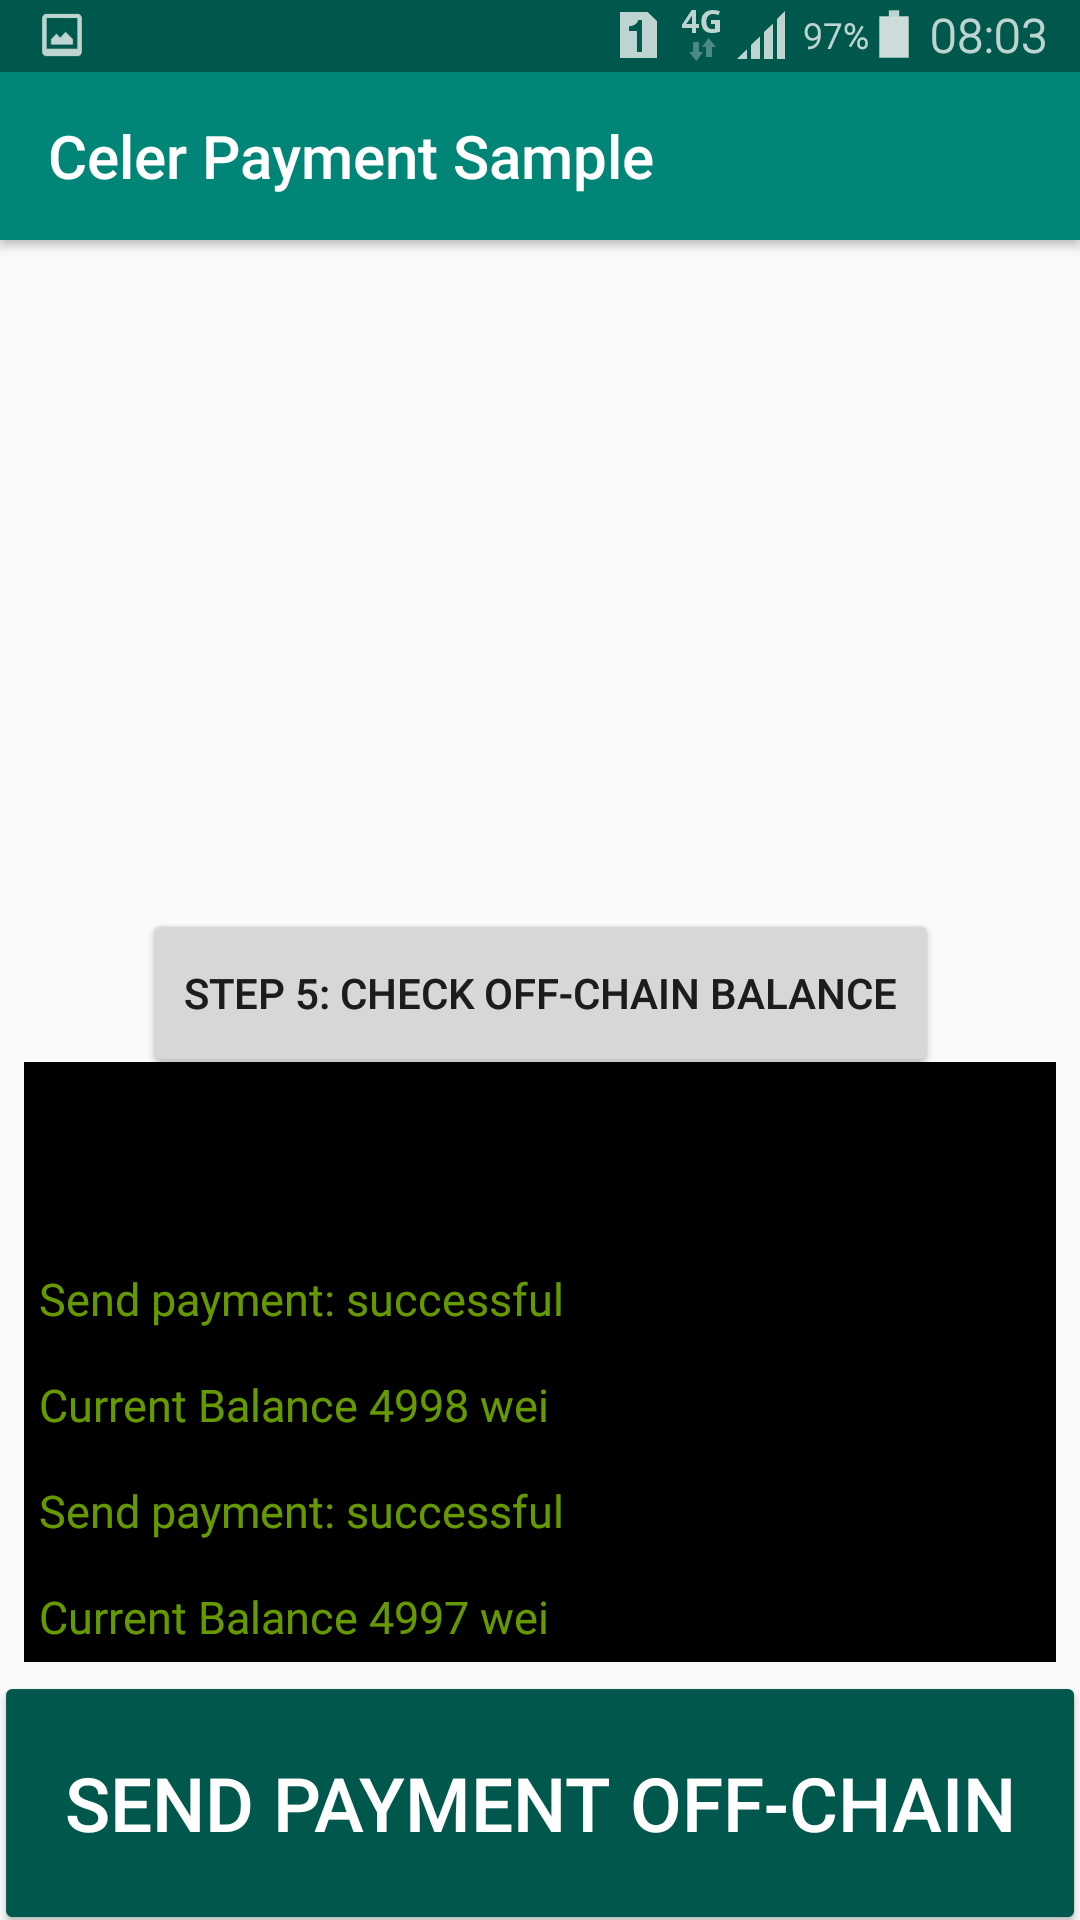 1 4G 97% 08:03
Celer Payment Sample
STEP 5: CHECK OFF-CHAIN BALANCE
Send payment: successful
Current Balance 4998 wei
Send payment: successful
Current Balance 4997 wei
SEND PAYMENT OFF-CHAIN